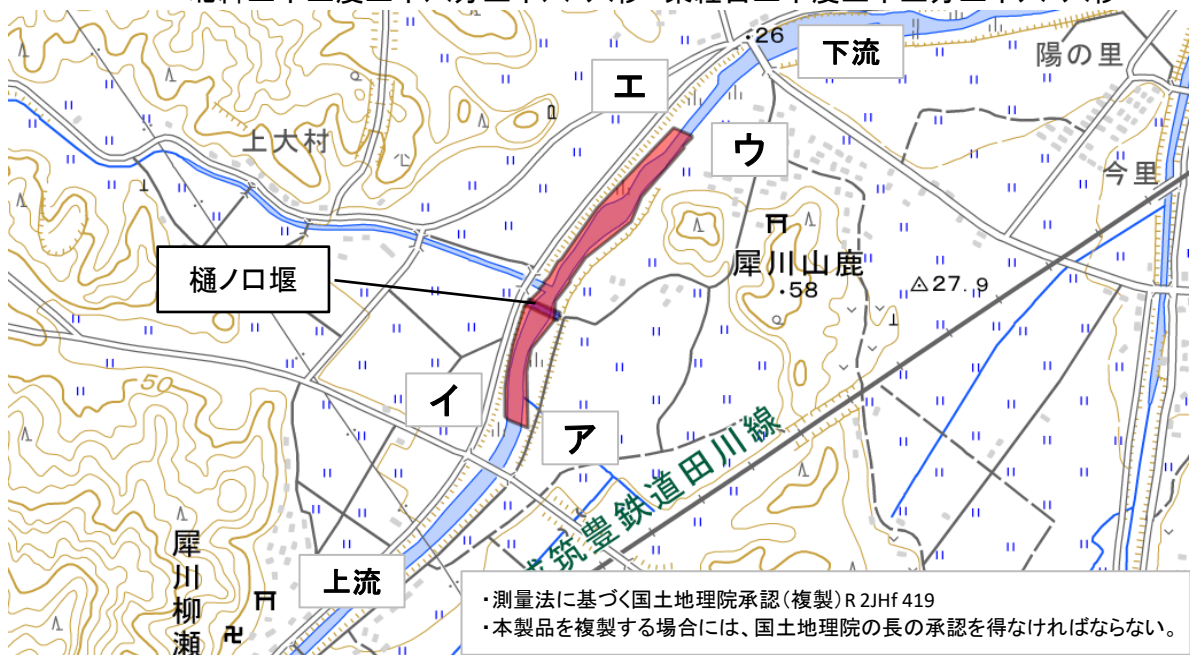 ・26
下流
陽の里
エ
上大村
ウ
今里
樋ノ口堰
犀川山鹿
・58
27.9
50
イ
ア
筑豊鉄道田川線
犀川柳瀬
上流
・測量法に基づく国土地理院承認(複製)R 2JHf 419
・本製品を複製する場合には、国土地理院の長の承認を得なければならない。